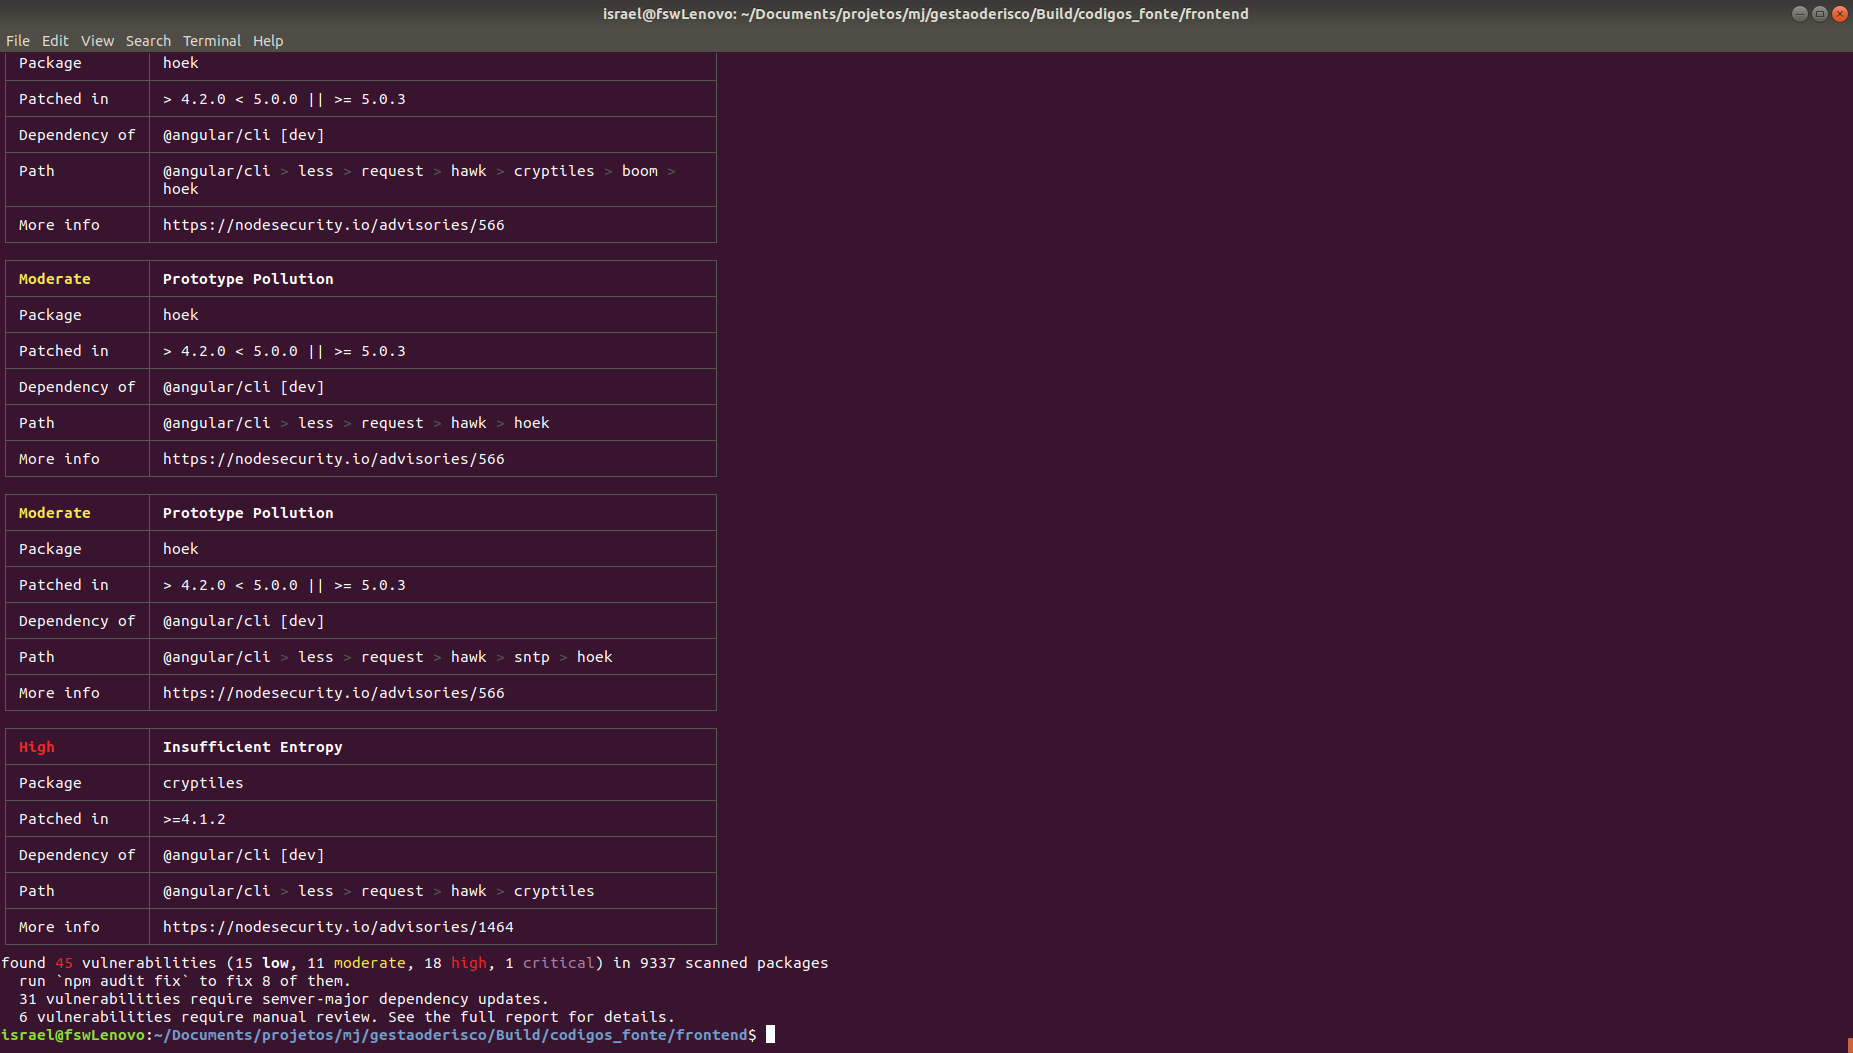 israel@fswLenovo: ~/Documents/projetos/mj/gestaoderisco/Build/codigos_fonte/frontend
File Edit View Search Terminal Help
Package hoek
Patched in > 4.2.0 < 5.0.0 || >= 5.0.3
Dependency of @angular/cli [dev]
Path @angular/cli > less > request > hawk > cryptiles > boom >
hoek
More info https://nodesecurity.io/advisories/566
Moderate Prototype Pollution
Package hoek
Patched in > 4.2.0 < 5.0.0 || >= 5.0.3
Dependency of @angular/cli [dev]
Path @angular/cli > less > request > hawk > hoek
More info https://nodesecurity.io/advisories/566
Moderate Prototype Pollution
Package hoek
Patched in > 4.2.0 < 5.0.0 || >= 5.0.3
Dependency of @angular/cli [dev]
Path @angular/cli > less > request > hawk > sntp > hoek
More info https://nodesecurity.io/advisories/566
High Insufficient Entropy
Package cryptiles
Patched in >=4.1.2
Dependency of @angular/cli [dev]
Path @angular/cli > less > request > hawk > cryptiles
More info https://nodesecurity.io/advisories/1464
found 45 vulnerabilities (15 low, 11 moderate, 18 high, 1 critical) in 9337 scanned packages
run `npm audit fix` to fix 8 of them.
31 vulnerabilities require semver-major dependency updates.
6 vulnerabilities require manual review. See the full report for details.
israel@fswLenovo:~/Documents/projetos/mj/gestaoderisco/Build/codigos_fonte/frontend$